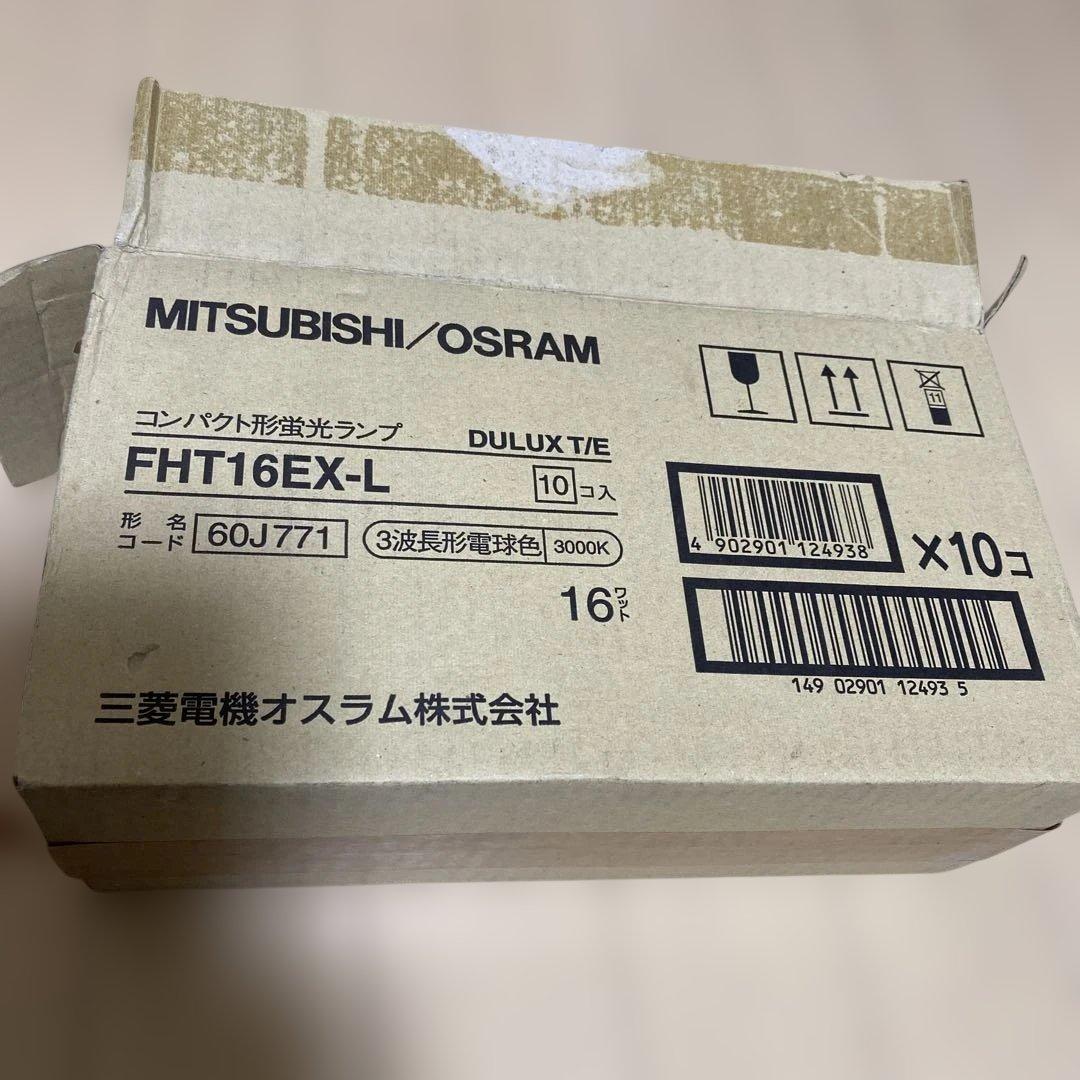 MITSUBISHI/OSRAM
コンパクト形蛍光ランプ DULUX T/E
FHT16EX-L 10コ入
形名コード 60J771 3波長形電球色 3000K
16ワット
三菱電機オスラム株式会社
11
4 902901 124938 ×10コ
149 02901 12493 5